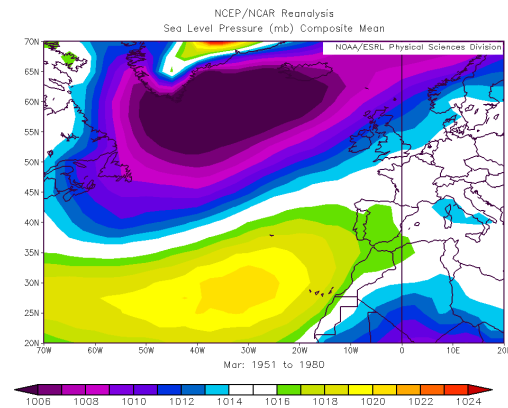 NCEP/NCAR Reanalysis
Sea Level Pressure (mb) Composite Mean
NOAA/ESRL Physical Sciences Division
70N
65N
60N
55N
50N
45N
40N
35N
30N
25N
20N
70W 60W 50W 40W 30W 20W 10W 0 10E 20E
Mar: 1951 to 1980
1006 1008 1010 1012 1014 1016 1018 1020 1022 1024